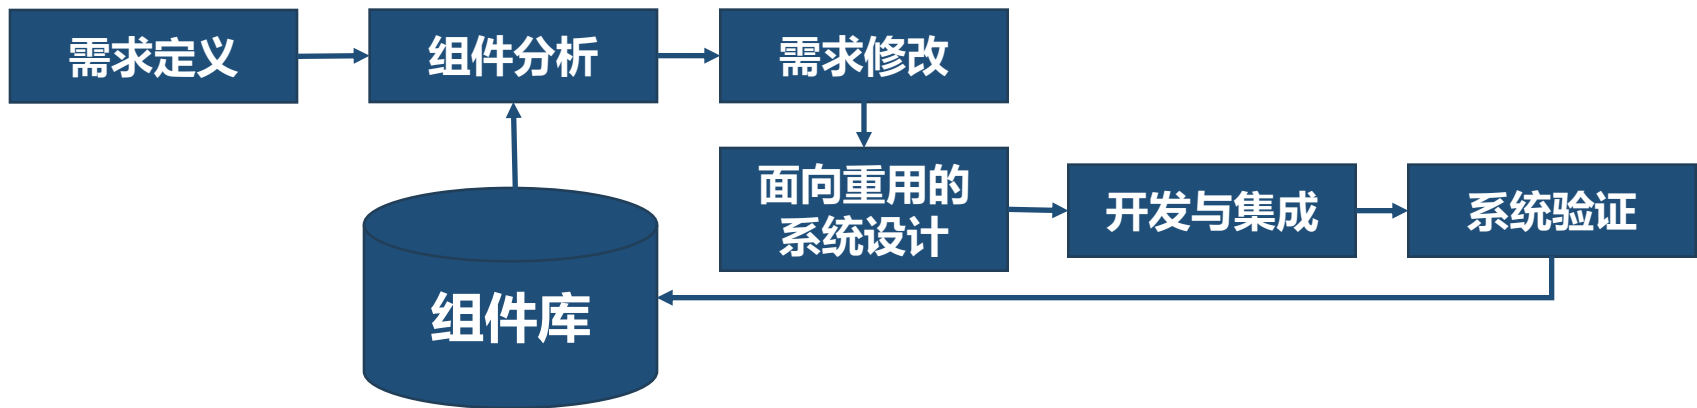 需求定义
组件分析
需求修改
面向重用的
系统设计
开发与集成
系统验证
组件库